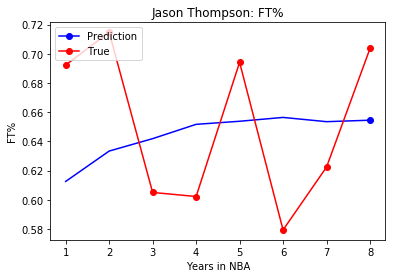 Jason Thompson: FT%
Prediction
True
FT%
0.72
0.70
0.68
0.66
0.64
0.62
0.60
0.58
1 2 3 4 5 6 7 8
Years in NBA